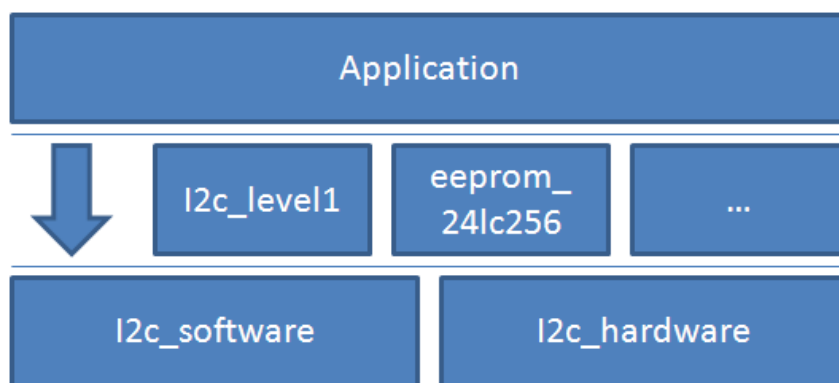 Application
I2c_level1
eeprom_
24lc256
...
I2c_software
I2c_hardware